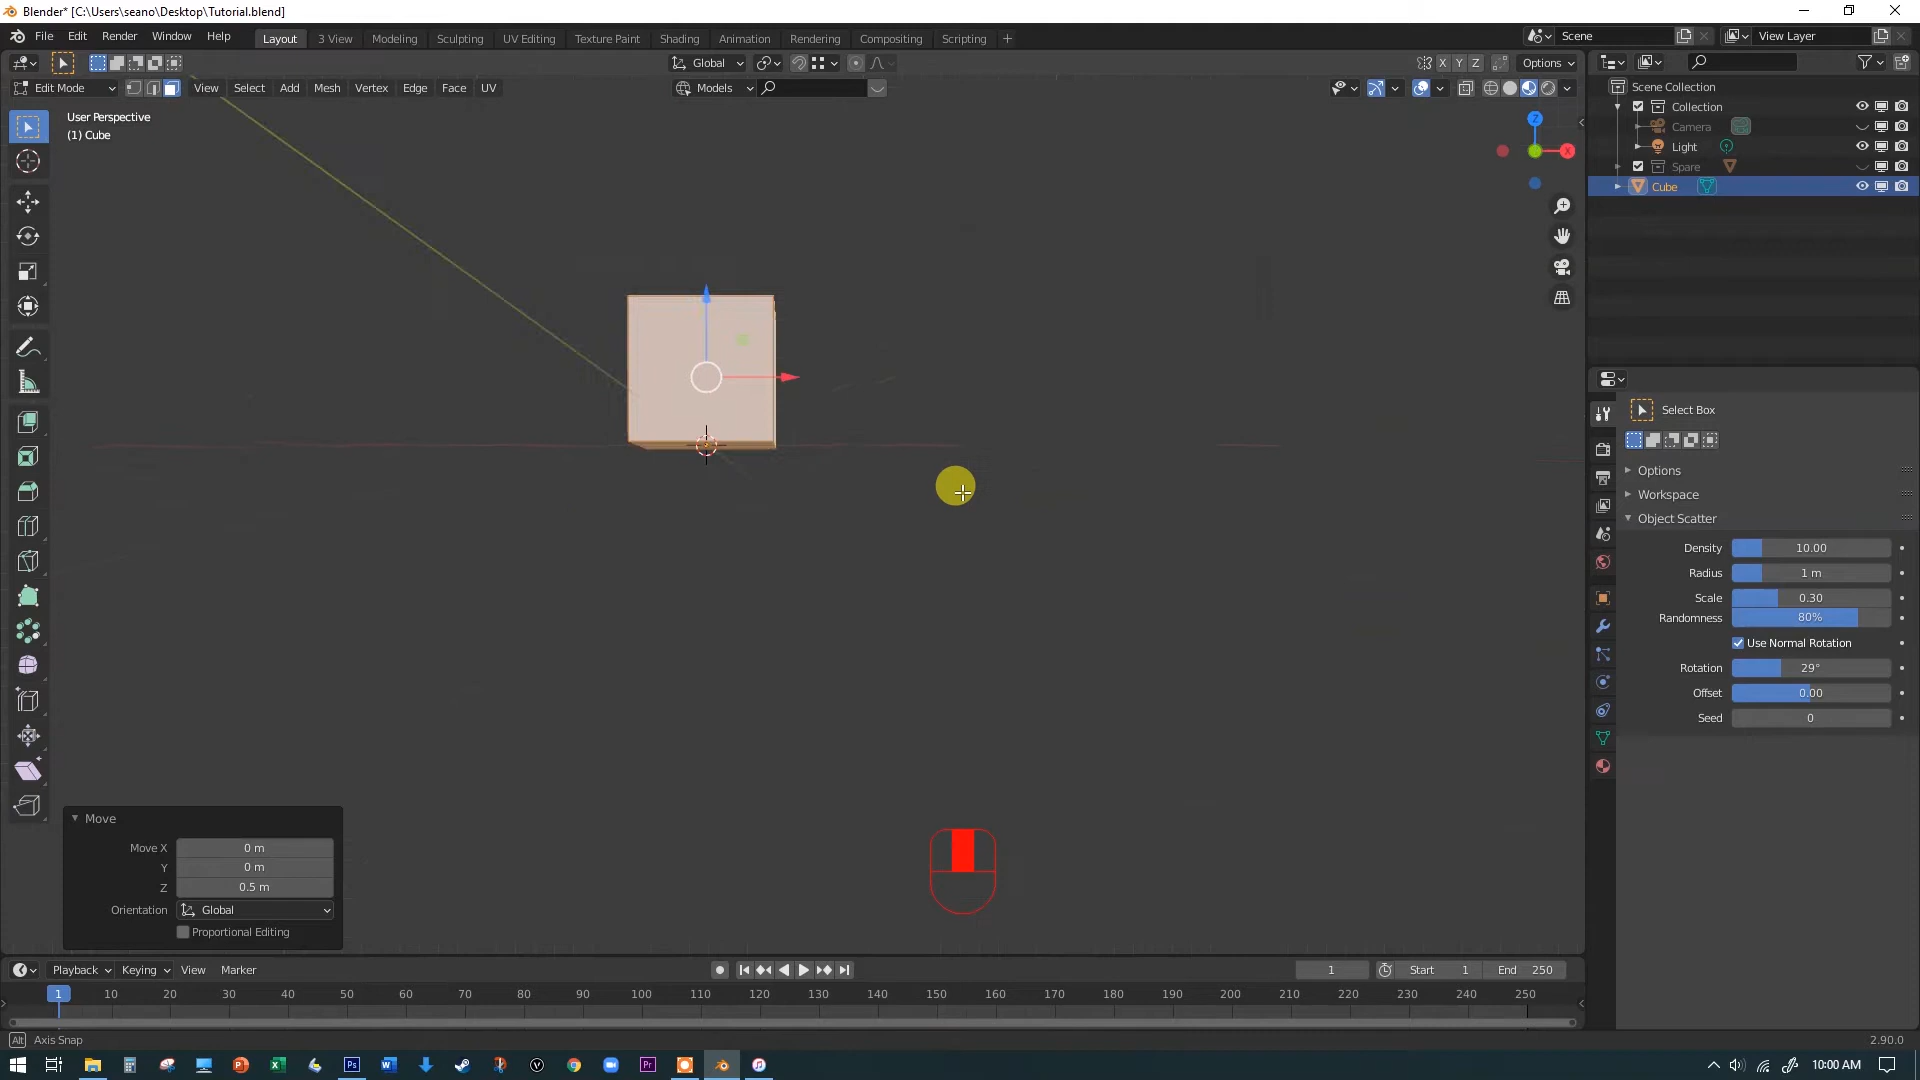 Blender* [C:\Users\seano\Desktop\Tutorial.blend]
File Edit Render Window Help Layout 3 View Modeling Sculpting UV Editing Texture Paint Shading Animation Rendering Compositing Scripting + Scene View Layer
Global X Y Z Options
Edit Mode View Select Add Mesh Vertex Edge Face UV Models
User Perspective
(1) Cube
Z
X
Scene Collection
Collection
Camera
Light
Spare
Cube
Select Box
Options
Workspace
Object Scatter
Density 10.00
Radius 1 m
Scale 0.30
Randomness 80%
Use Normal Rotation
Rotation 29°
Offset 0.00
Seed 0
Move
Move X 0 m
Y 0 m
Z 0.5 m
Orientation Global
Proportional Editing
Playback Keying View Marker 1 Start 1 End 250
1 10 20 30 40 50 60 70 80 90 100 110 120 130 140 150 160 170 180 190 200 210 220 230 240 250
Alt Axis Snap 2.90.0
10:00 AM